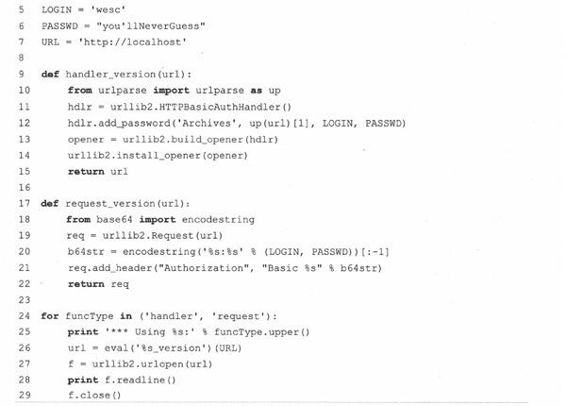 5 LOGIN = 'wesc'
6 PASSWD = "you'llNeverGuess"
7 URL = 'http://localhost'
8
9 def handler_version(url):
10 from urlparse import urlparse as up
11 hdlr = urllib2.HTTPBasicAuthHandler()
12 hdlr.add_password('Archives', up(url)[1], LOGIN, PASSWD)
13 opener = urllib2.build_opener(hdlr)
14 urllib2.install_opener(opener)
15 return url
16
17 def request_version(url):
18 from base64 import encodestring
19 req = urllib2.Request(url)
20 b64str = encodestring('%s:%s' % (LOGIN, PASSWD))[:-1]
21 req.add_header("Authorization", "Basic %s" % b64str)
22 return req
23
24 for funcType in ('handler', 'request'):
25 print '*** Using %s:' % funcType.upper()
26 url = eval('%s_version')(URL)
27 f = urllib2.urlopen(url)
28 print f.readline()
29 f.close()